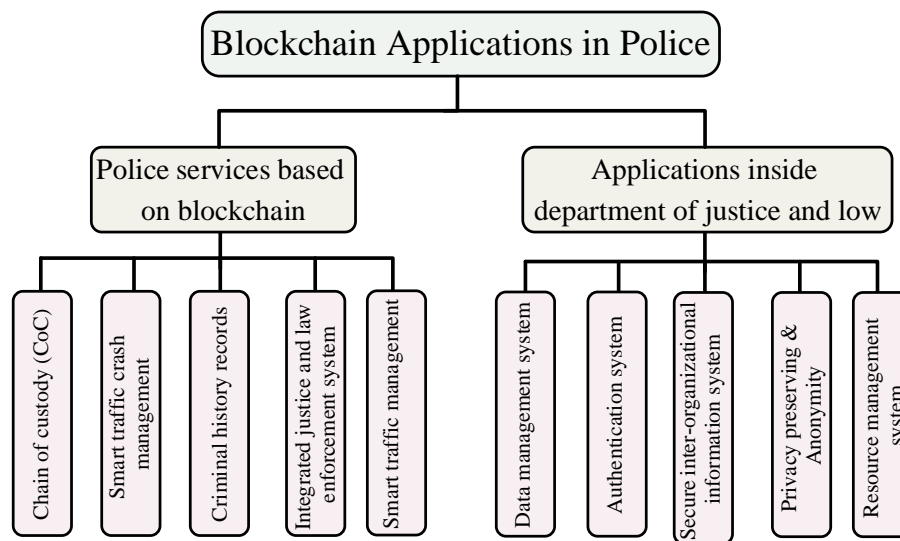 Blockchain Applications in Police
Police services based
on blockchain
Applications inside
department of justice and low
Chain of custody (CoC)
Smart traffic crash
management
Criminal history records
Integrated justice and law
enforcement system
Smart traffic management
Data management system
Authentication system
Secure inter-organizational
information system
Privacy preserving &
Anonymity
Resource management
system